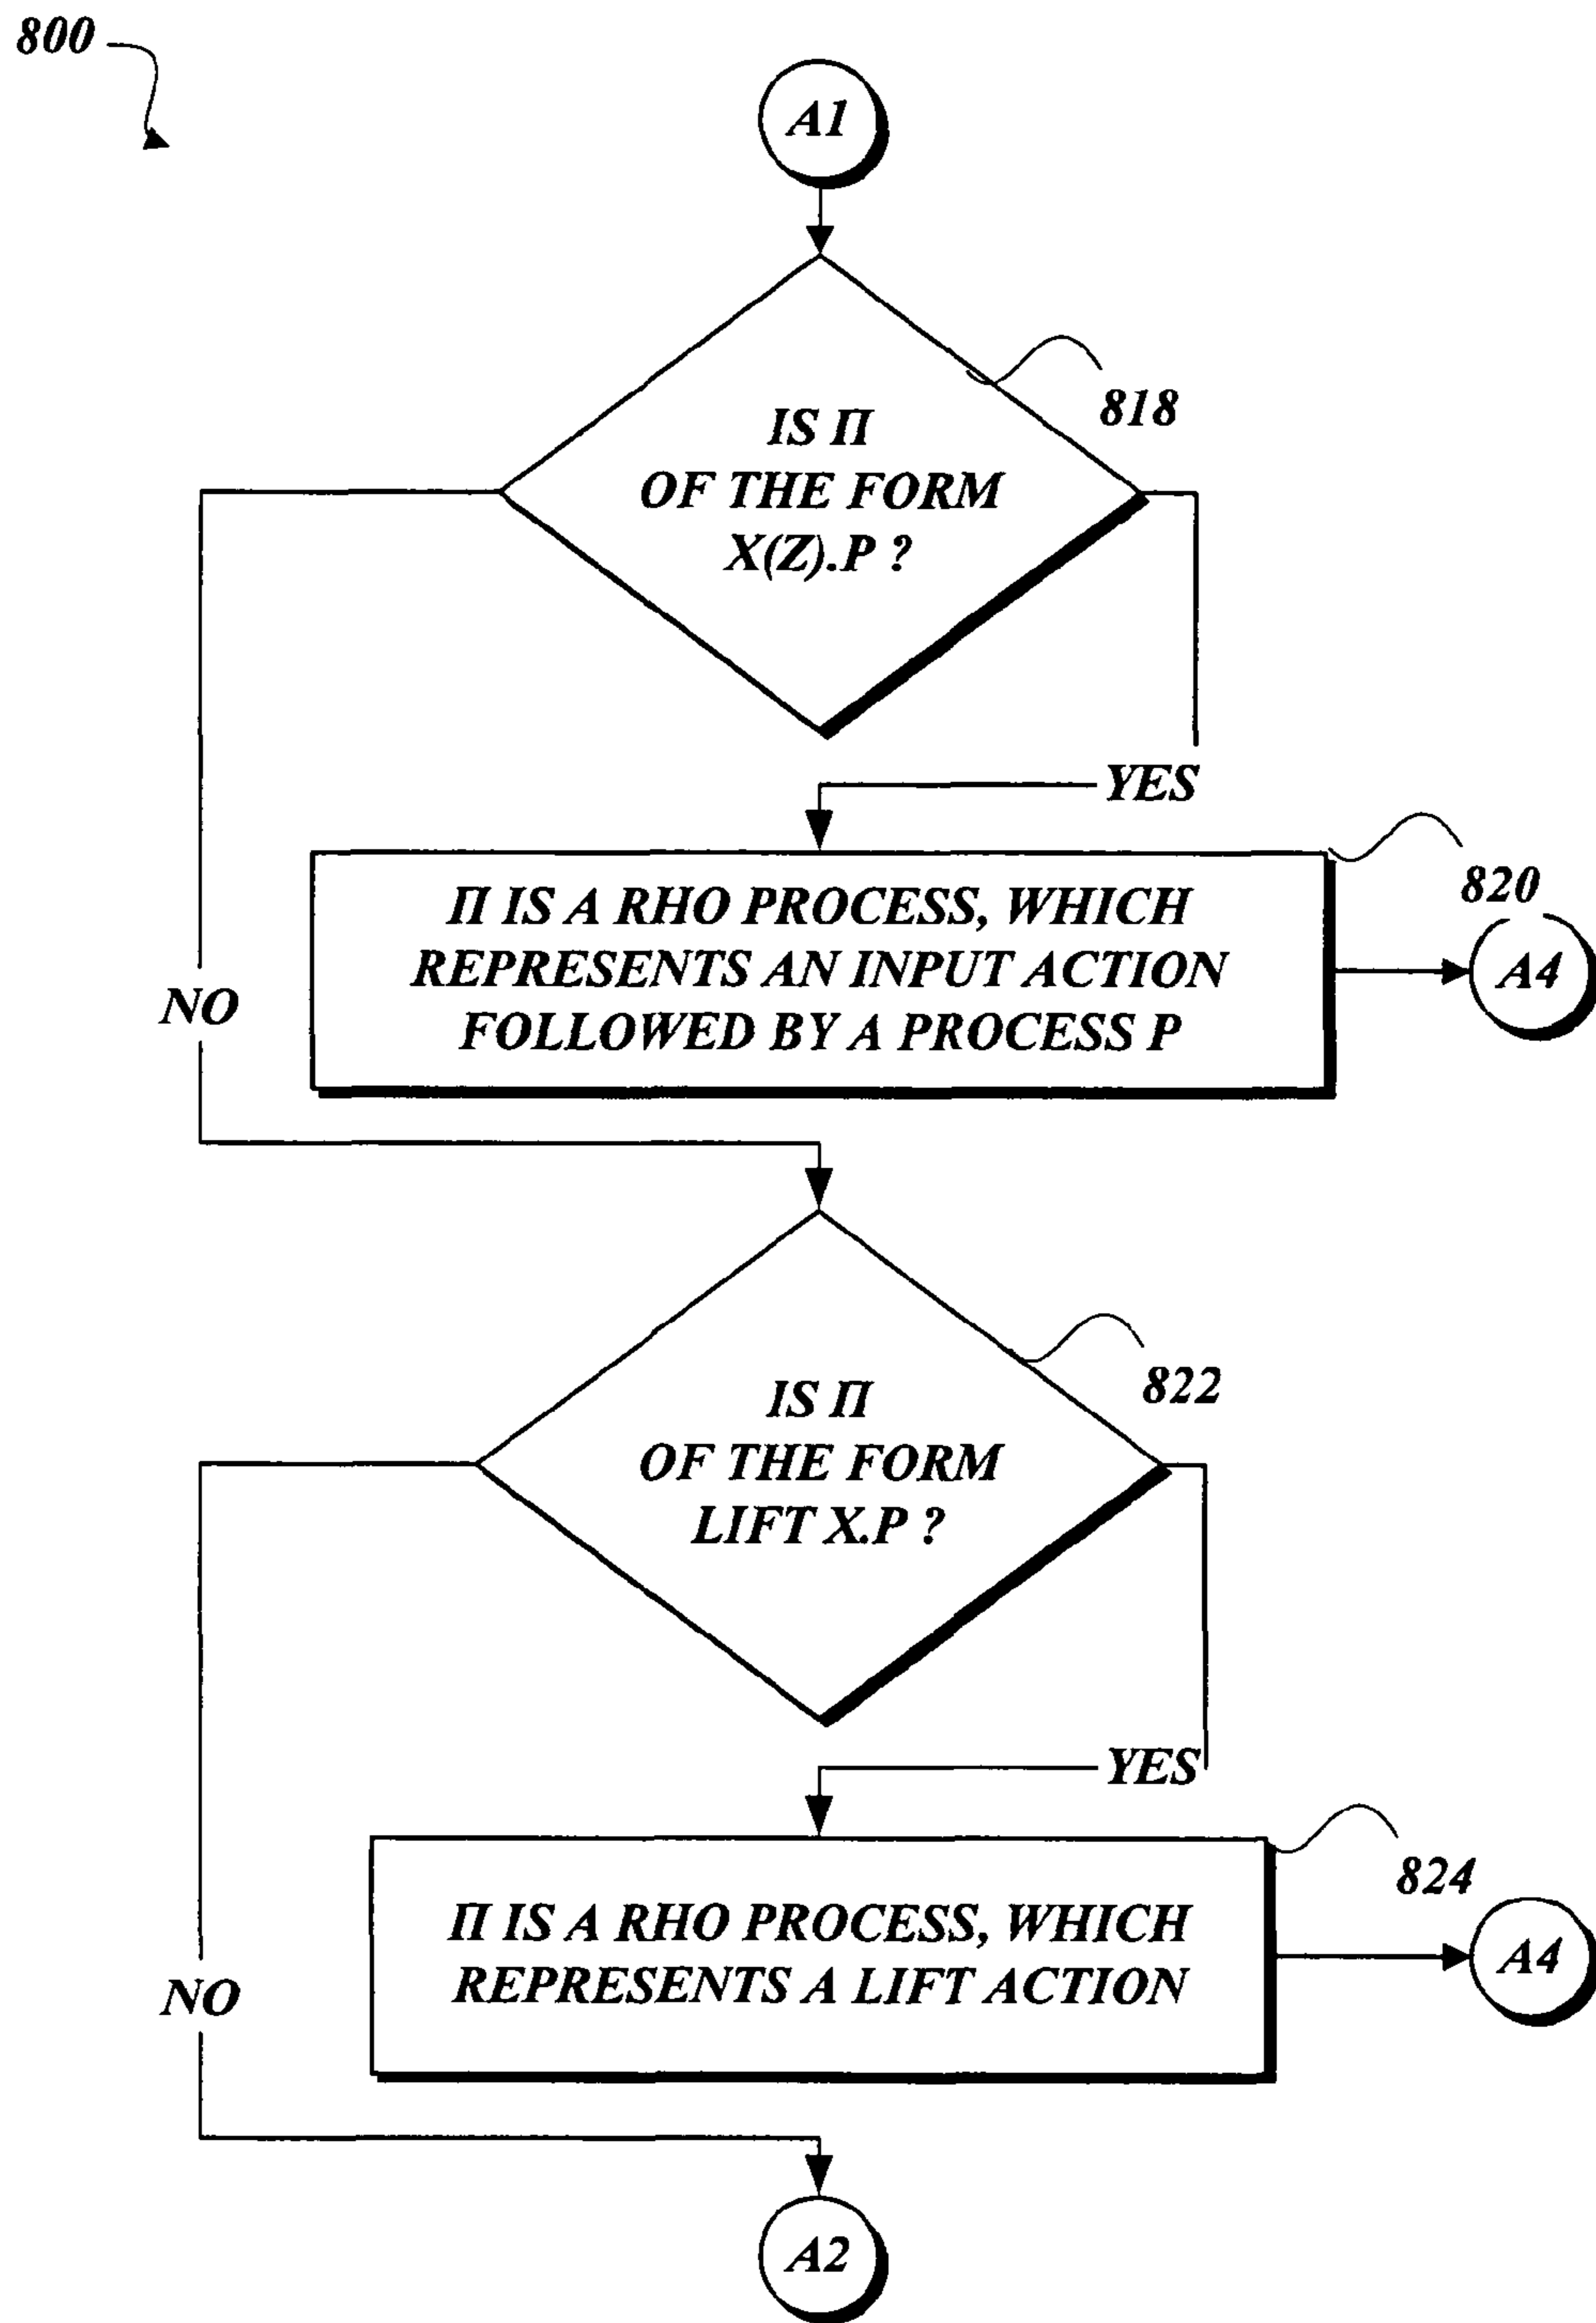 800
A1
818
IS Π
OF THE FORM
X(Z).P ?
YES
820
Π IS A RHO PROCESS, WHICH
REPRESENTS AN INPUT ACTION
FOLLOWED BY A PROCESS P
A4
NO
822
IS Π
OF THE FORM
LIFT X.P ?
YES
824
Π IS A RHO PROCESS, WHICH
REPRESENTS A LIFT ACTION
A4
NO
A2